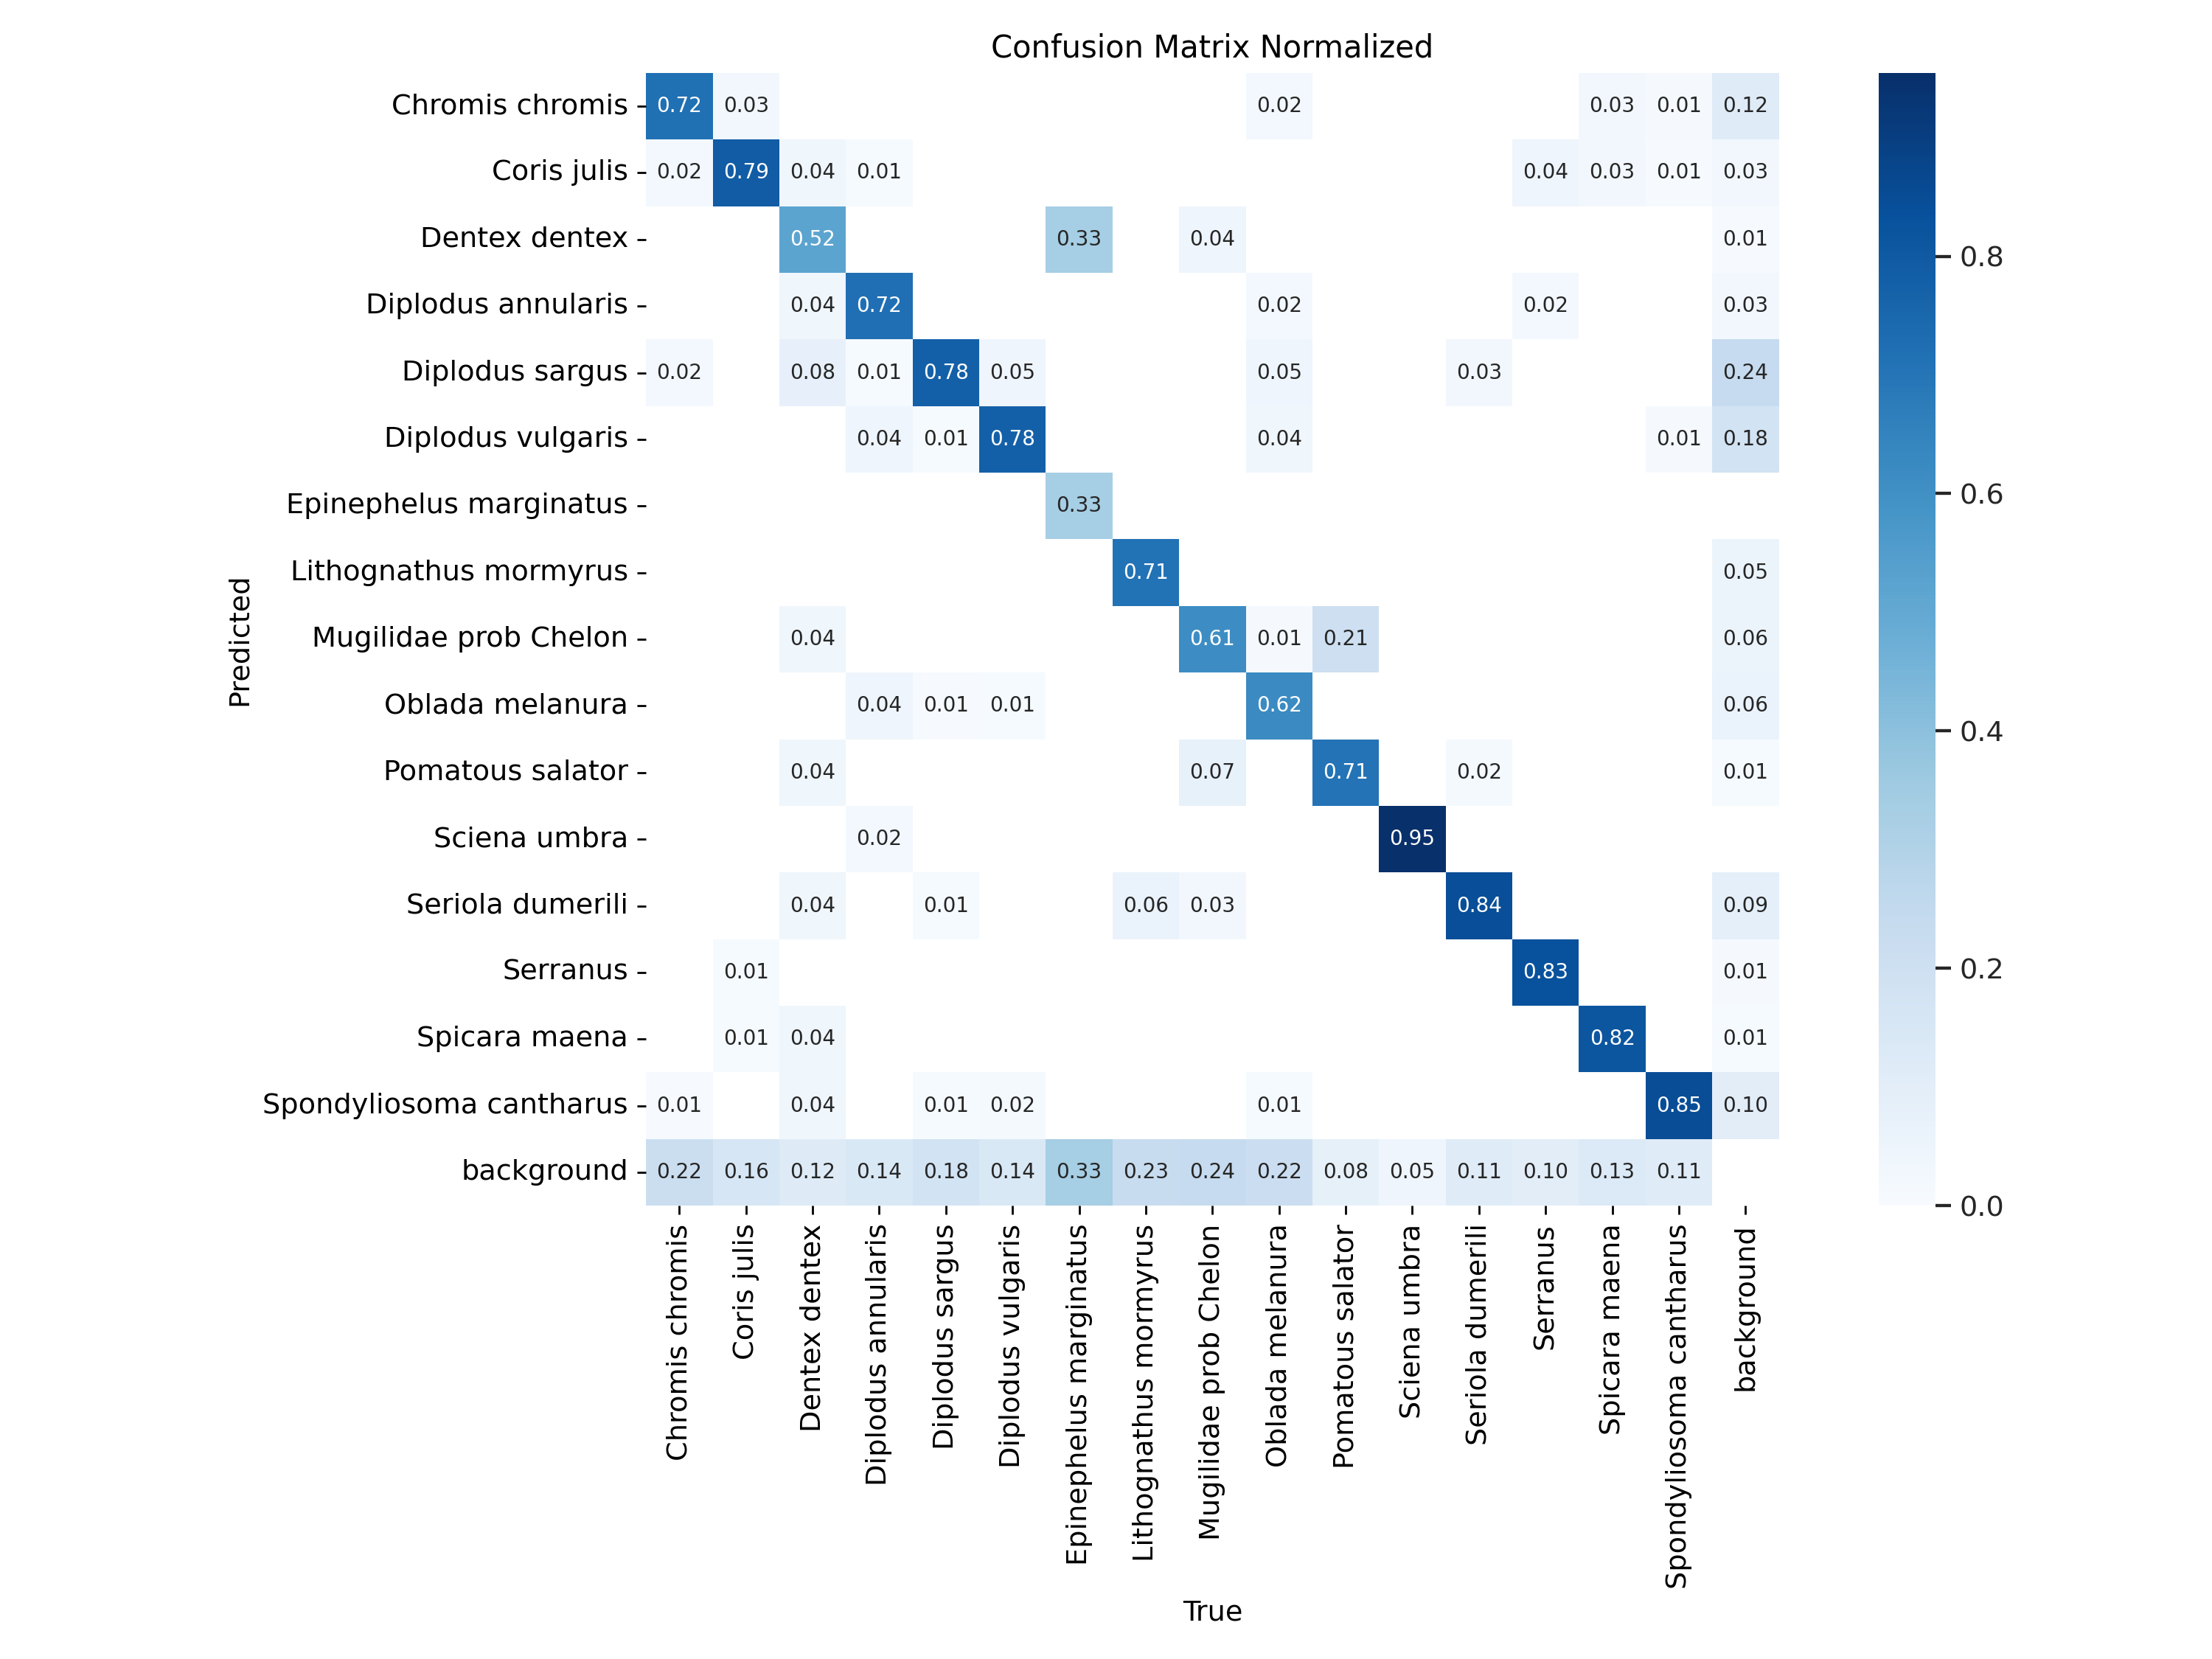 Confusion Matrix Normalized
Chromis chromis 0.72 0.03 0.02 0.03 0.01 0.12
Coris julis 0.02 0.79 0.04 0.01 0.04 0.03 0.01 0.03
Dentex dentex 0.52 0.33 0.04 0.01
Diplodus annularis 0.04 0.72 0.02 0.02 0.03
Diplodus sargus 0.02 0.08 0.01 0.78 0.05 0.05 0.03 0.24
Diplodus vulgaris 0.04 0.01 0.78 0.04 0.01 0.18
Epinephelus marginatus 0.33
Lithognathus mormyrus 0.71 0.05
Mugilidae prob Chelon 0.04 0.61 0.01 0.21 0.06
Oblada melanura 0.04 0.01 0.01 0.62 0.06
Pomatous salator 0.04 0.07 0.71 0.02 0.01
Sciena umbra 0.02 0.95
Seriola dumerili 0.04 0.01 0.06 0.03 0.84 0.09
Serranus 0.01 0.83 0.01
Spicara maena 0.01 0.04 0.82 0.01
Spondyliosoma cantharus 0.01 0.04 0.01 0.02 0.01 0.85 0.10
background 0.22 0.16 0.12 0.14 0.18 0.14 0.33 0.23 0.24 0.22 0.08 0.05 0.11 0.10 0.13 0.11
Predicted
Chromis chromis
Coris julis
Dentex dentex
Diplodus annularis
Diplodus sargus
Diplodus vulgaris
Epinephelus marginatus
Lithognathus mormyrus
Mugilidae prob Chelon
Oblada melanura
Pomatous salator
Sciena umbra
Seriola dumerili
Serranus
Spicara maena
Spondyliosoma cantharus
background
True
0.8
0.6
0.4
0.2
0.0